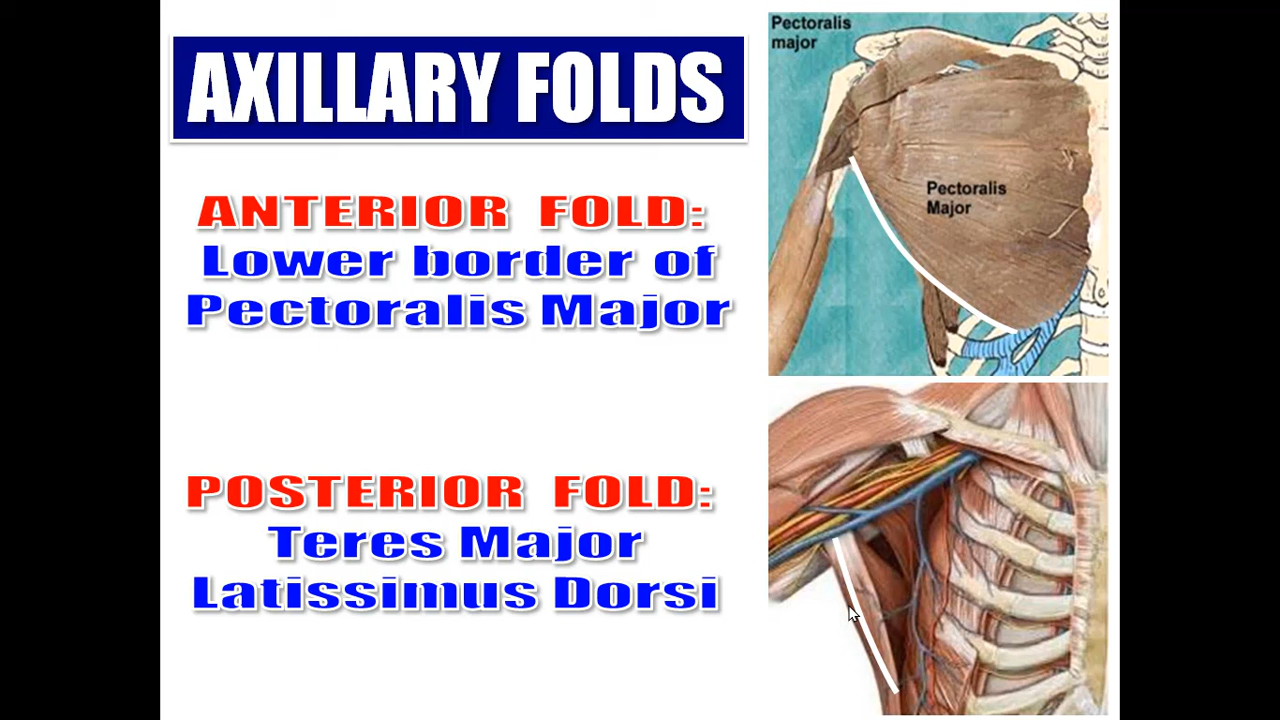 AXILLARY FOLDS
ANTERIOR FOLD:
Lower border of
Pectoralis Major
POSTERIOR FOLD:
Teres Major
Latissimus Dorsi
Pectoralis
major
Pectoralis
Major